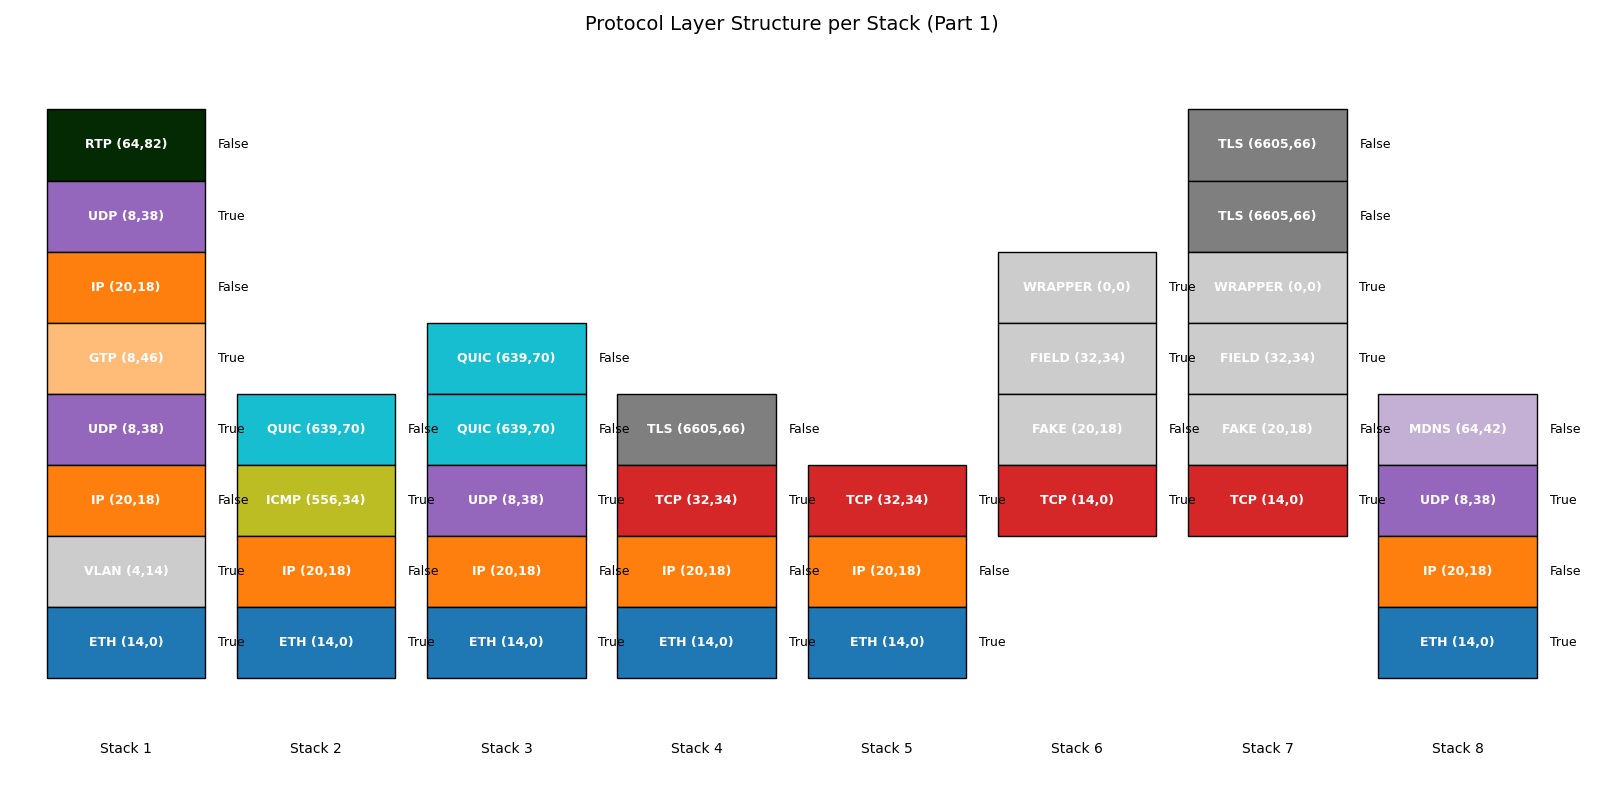 Protocol Layer Structure per Stack (Part 1)
RTP (64,82) False TLS (6605,66) False
UDP (8,38) True TLS (6605,66) False
IP (20,18) False WRAPPER (0,0) True WRAPPER (0,0) True
GTP (8,46) True QUIC (639,70) False FIELD (32,34) True FIELD (32,34) True
UDP (8,38) True QUIC (639,70) False QUIC (639,70) False TLS (6605,66) False FAKE (20,18) False FAKE (20,18) False MDNS (64,42) False
IP (20,18) False ICMP (556,34) True UDP (8,38) True TCP (32,34) True TCP (32,34) True TCP (14,0) True TCP (14,0) True UDP (8,38) True
VLAN (4,14) True IP (20,18) False IP (20,18) False IP (20,18) False IP (20,18) False IP (20,18) False
ETH (14,0) True ETH (14,0) True ETH (14,0) True ETH (14,0) True ETH (14,0) True ETH (14,0) True
Stack 1 Stack 2 Stack 3 Stack 4 Stack 5 Stack 6 Stack 7 Stack 8